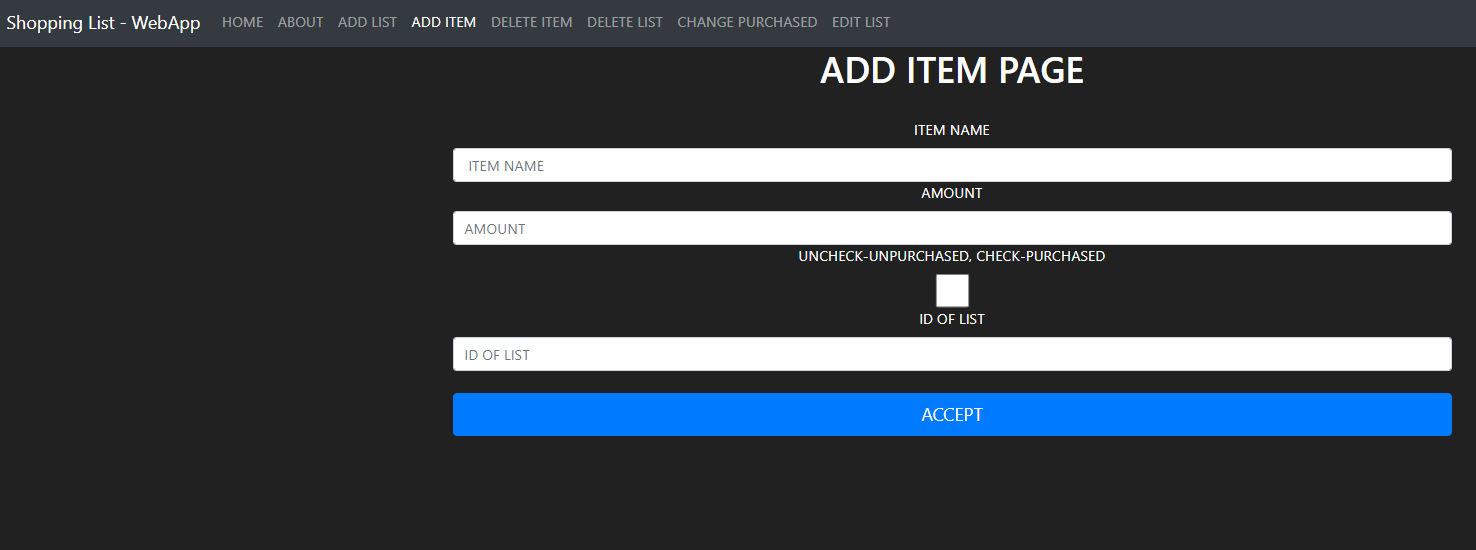 Shopping List - WebApp HOME ABOUT ADD LIST ADD ITEM DELETE ITEM DELETE LIST CHANGE PURCHASED EDIT LIST
ADD ITEM PAGE
ITEM NAME
ITEM NAME
AMOUNT
AMOUNT
UNCHECK-UNPURCHASED, CHECK-PURCHASED
ID OF LIST
ID OF LIST
ACCEPT